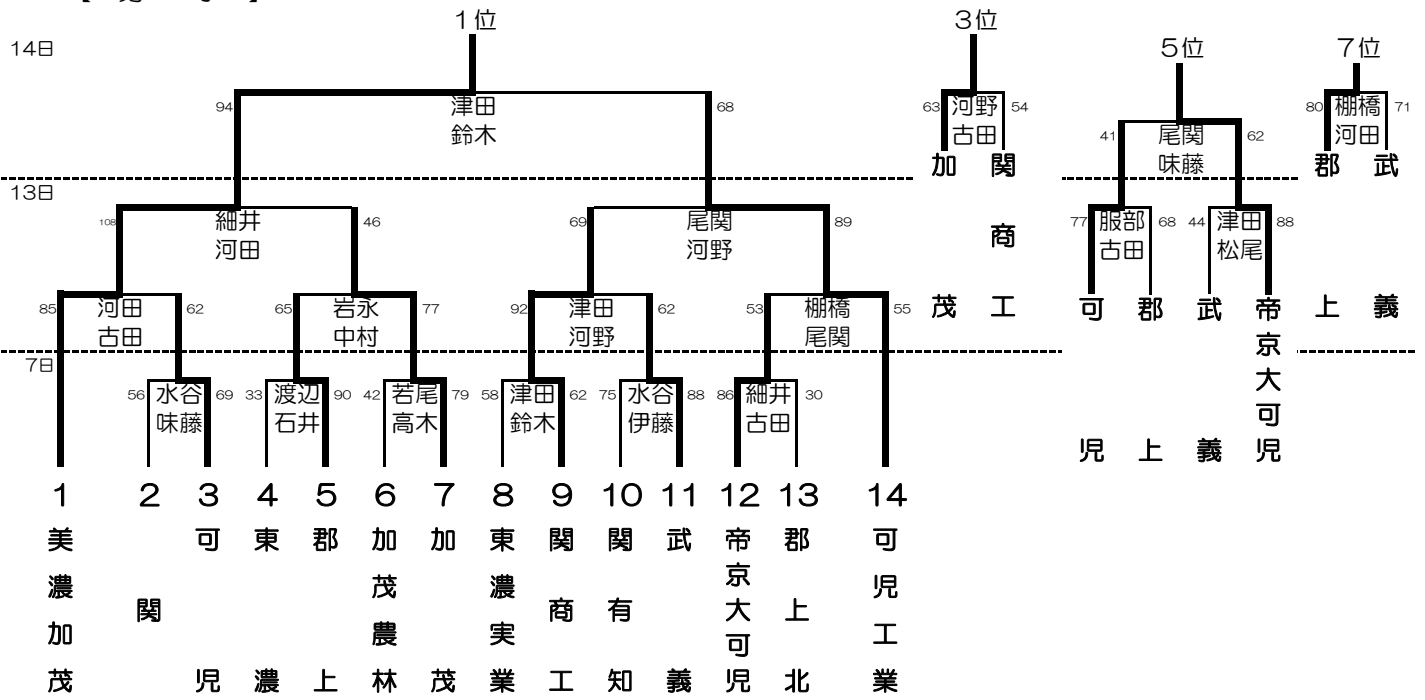 1位 3位
14日 5位 7位
94 津田 68 63 河野 54 80 棚橋 71
鈴木 古田 41 尾関 62 河田
味藤
加茂 関商工 郡上 武義
13日
108 細井 46 69 尾関 89 77 服部 68 44 津田 88
河田 河野 古田 松尾
85 河田 62 65 岩永 77 92 津田 62 53 棚橋 55
古田 中村 河野 尾関
可児 郡上 武義 帝京大可児
7日
56 水谷 69 33 渡辺 90 42 若尾 79 58 津田 62 75 水谷 88 86 細井 30
味藤 石井 高木 鈴木 伊藤 古田
1 2 3 4 5 6 7 8 9 10 11 12 13 14
美濃加茂 関 可児 東濃 郡上 加茂農林 加茂 東濃実業 関商工 関有知 武義 帝京大可児 郡上北 可児工業